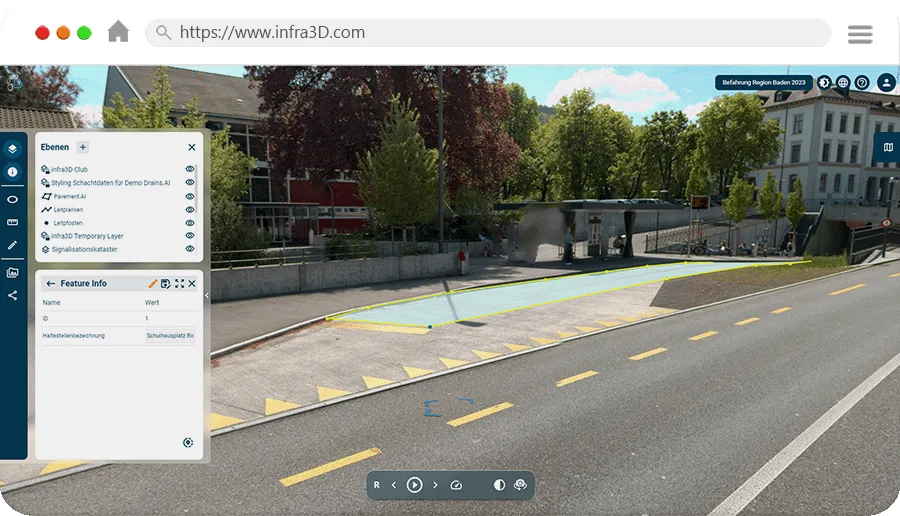 https://www.infra3D.com
Befahrung Region Baden 2023
Ebenen
infra3D Club
Styling Schachtdaten für Demo Drains.AI
Pavement.AI
Leitplanken
Leitpfosten
infra3D Temporary Layer
Signalisationskataster
Feature Info
Name Wert
ID 1
Haltestellenbezeichnung Schulhausplatz Ric
R